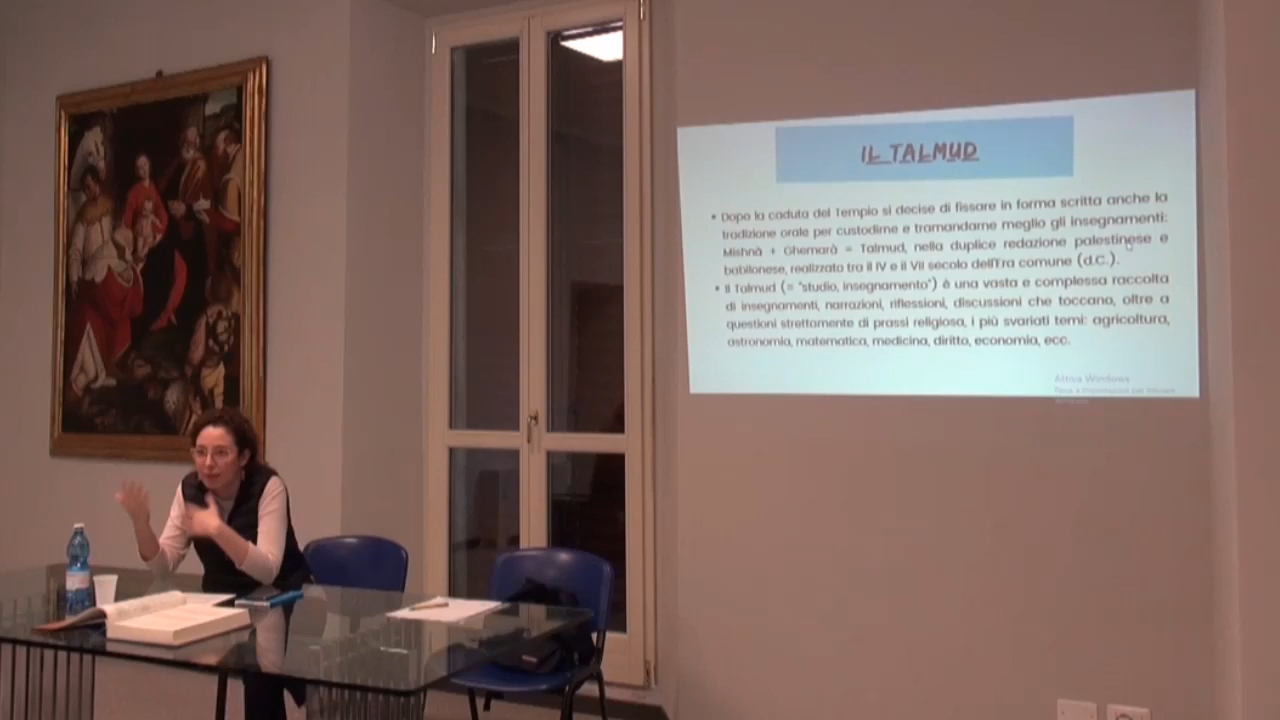 IL TALMUD
• Dopo la caduta del Tempio si decise di fissare in forma scritta anche la
tradizione orale per custodirne e tramandarne meglio gli insegnamenti:
Mishnà + Ghemarà = Talmud, nella duplice redazione palestinese e
babilonese, realizzato tra il IV e il VII secolo dell'Era comune (d.C.).
• Il Talmud (= "studio, insegnamento") è una vasta e complessa raccolta
di insegnamenti, narrazioni, riflessioni, discussioni che toccano, oltre a
questioni strettamente di prassi religiosa, i più svariati temi: agricoltura,
astronomia, matematica, medicina, diritto, economia, ecc.
Attiva Windows